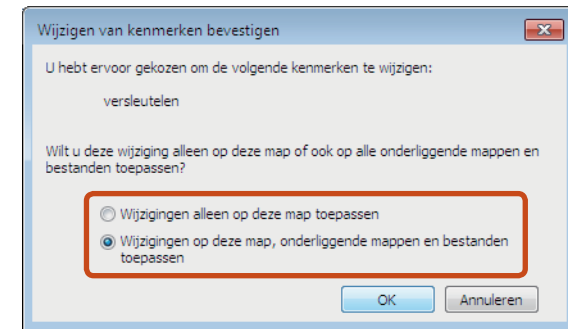 Wijzigen van kenmerken bevestigen
U hebt ervoor gekozen om de volgende kenmerken te wijzigen:
versleutelen
Wilt u deze wijziging alleen op deze map of ook op alle onderliggende mappen en
bestanden toepassen?
Wijzigingen alleen op deze map toepassen
Wijzigingen op deze map, onderliggende mappen en bestanden
toepassen
OK
Annuleren